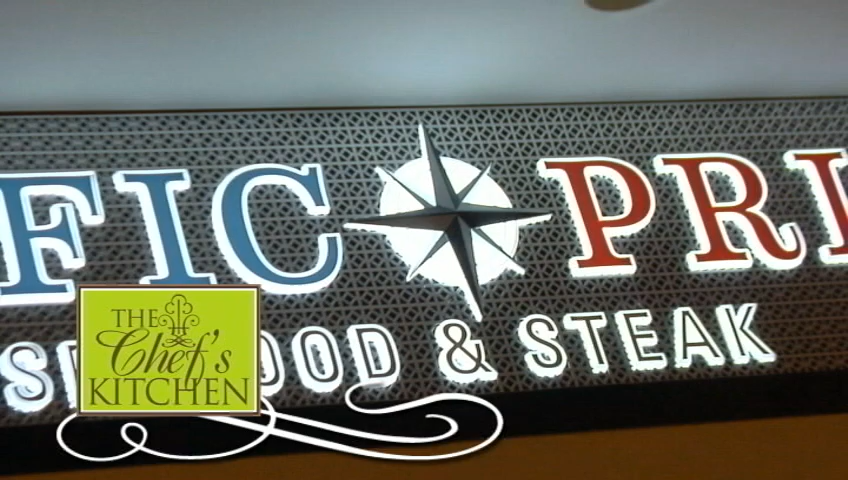 FIC PRI
OOD & STEAK
THE
Chef's
KITCHEN